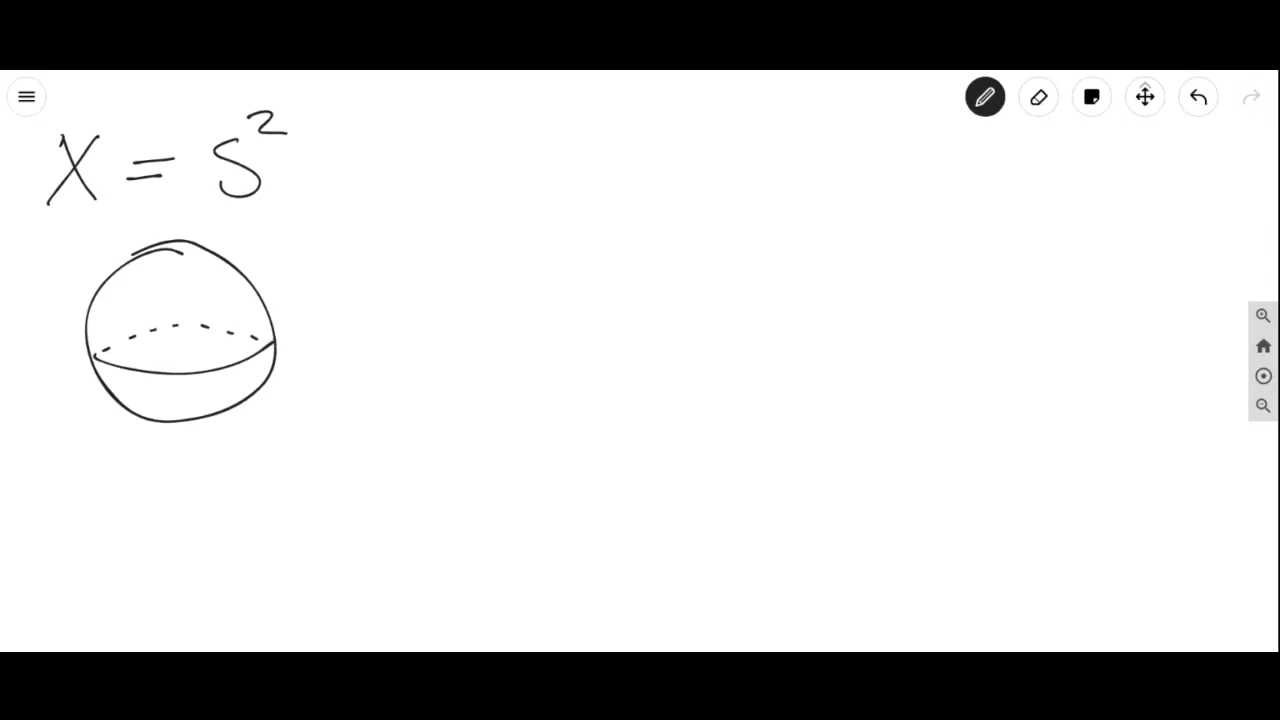 X = S²